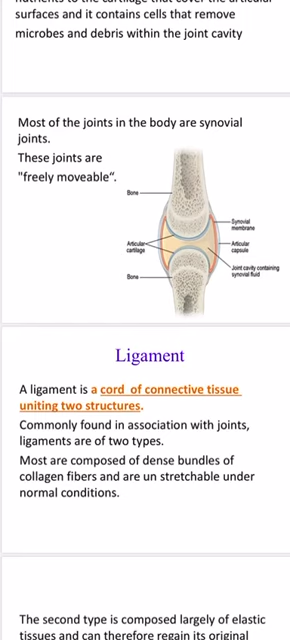 surfaces and it contains cells that remove
microbes and debris within the joint cavity
Most of the joints in the body are synovial
joints.
These joints are
"freely moveable“.
Bone
Synovial
membrane
Articular
cartilage
Articular
capsule
Joint cavity containing
synovial fluid
Bone
Ligament
A ligament is a cord of connective tissue
uniting two structures.
Commonly found in association with joints,
ligaments are of two types.
Most are composed of dense bundles of
collagen fibers and are un stretchable under
normal conditions.
The second type is composed largely of elastic
tissues and can therefore regain its original